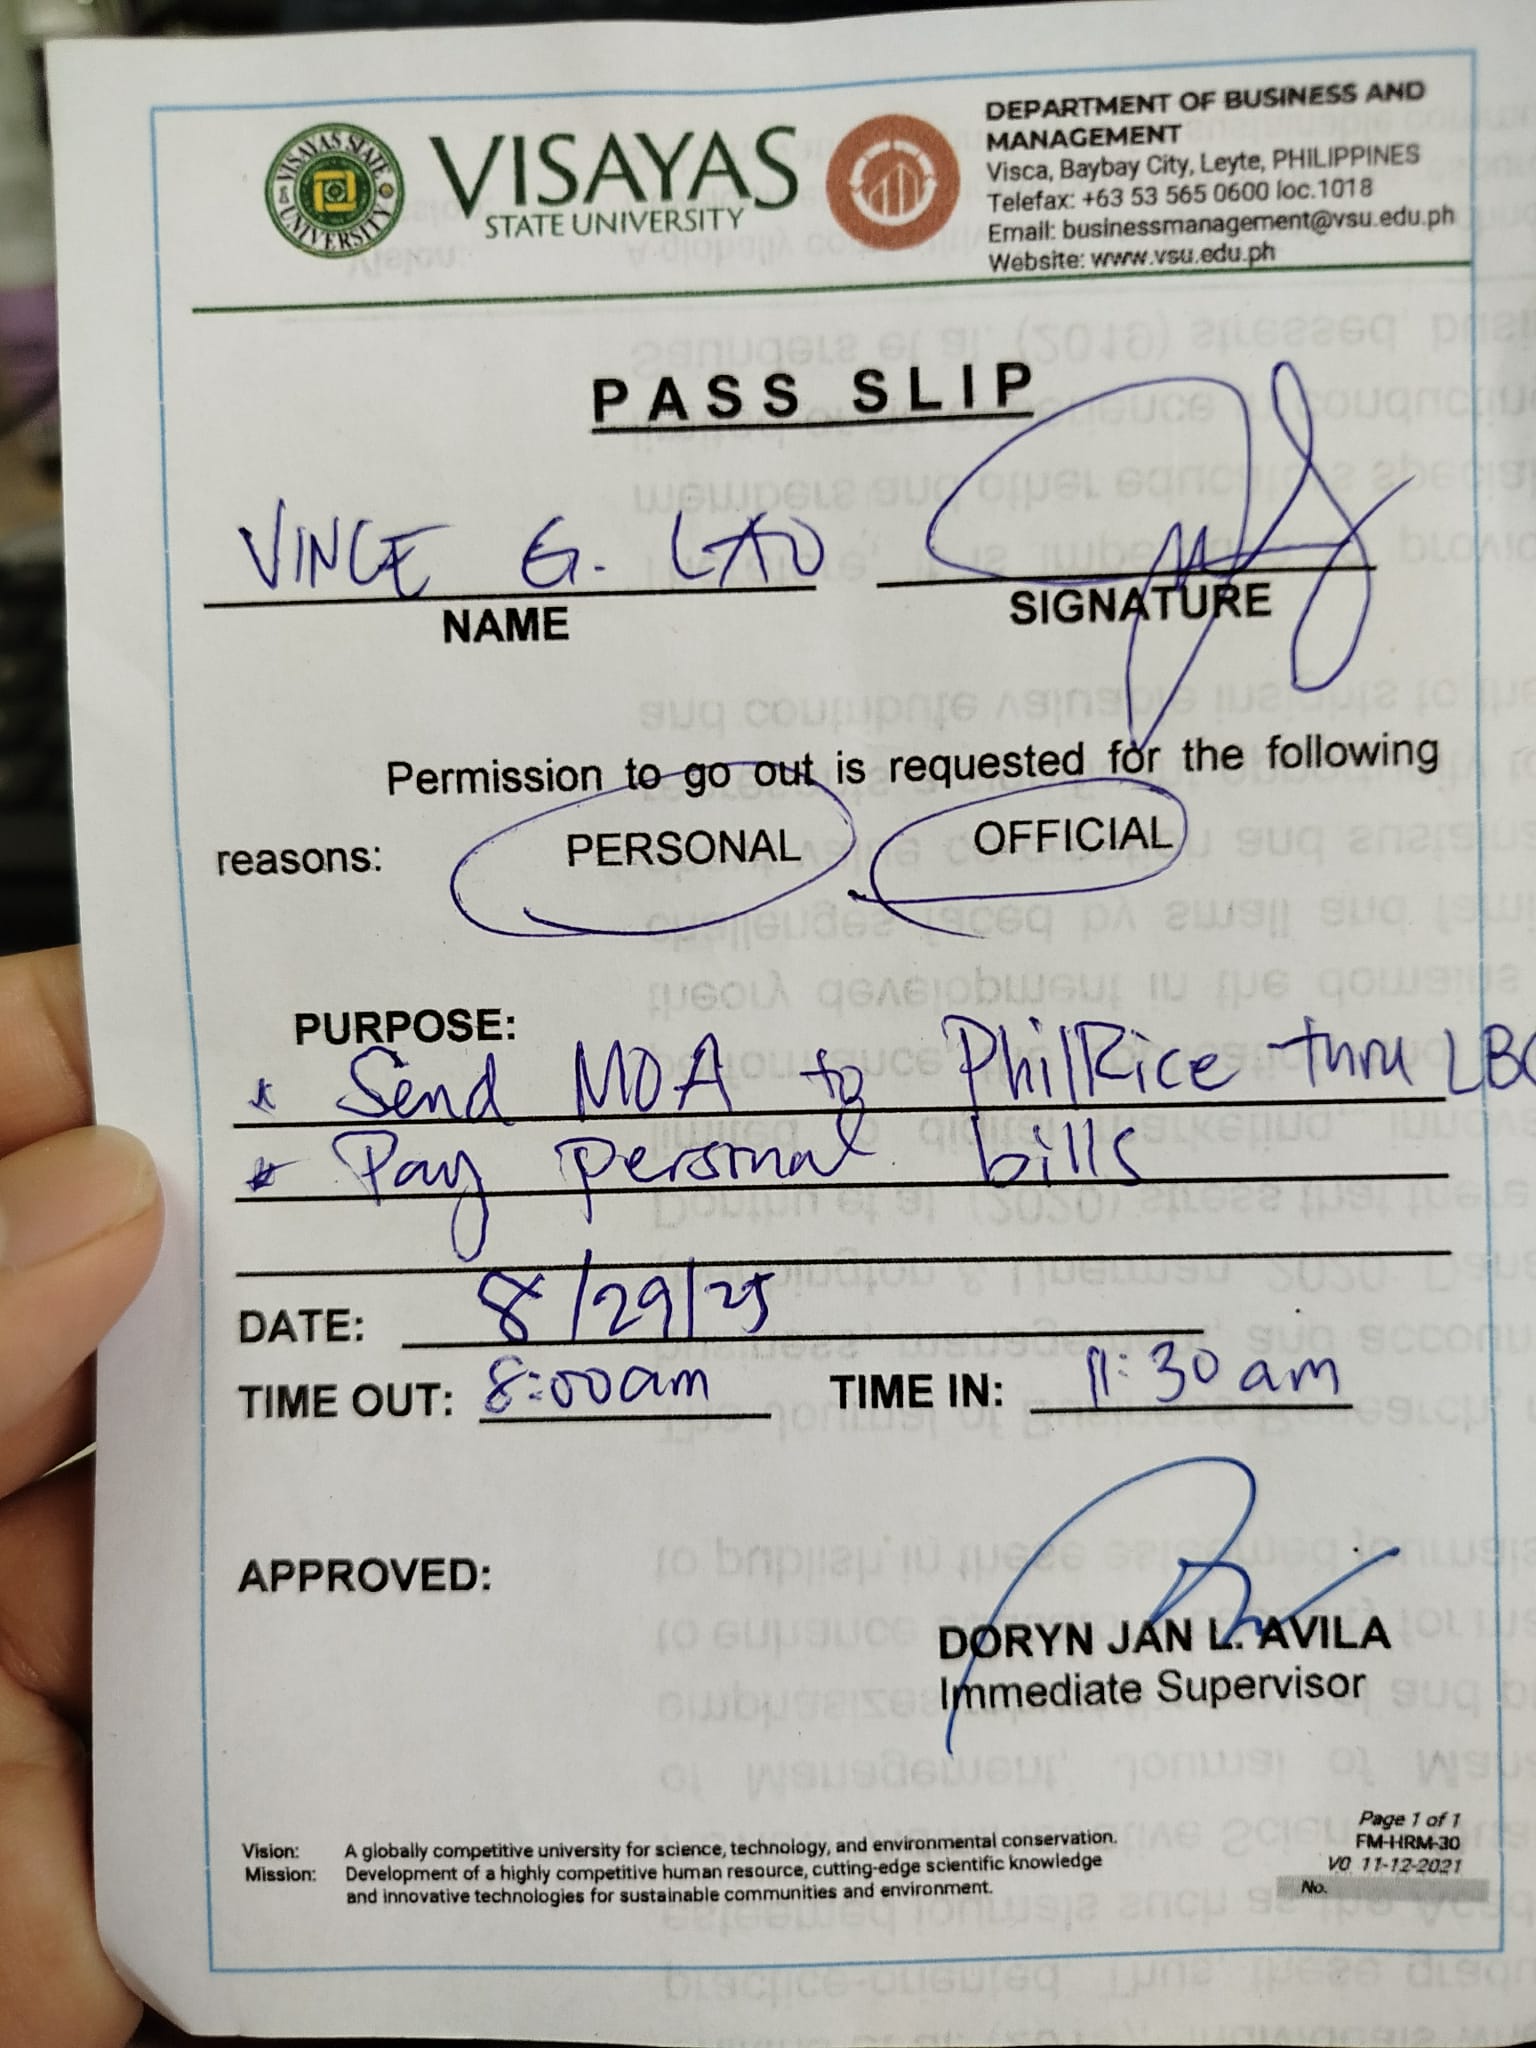 VISAYAS STATE UNIVERSITY
VISAYAS
STATE UNIVERSITY
DEPARTMENT OF BUSINESS AND
MANAGEMENT
Visca, Baybay City, Leyte, PHILIPPINES
Telefax: +63 53 565 0600 loc.1018
Email: businessmanagement@vsu.edu.ph
Website: www.vsu.edu.ph
PASS SLIP
VINCE G. LAO
NAME SIGNATURE
Permission to go out is requested for the following
reasons: PERSONAL OFFICIAL
PURPOSE:
* Send MOA to PhilRice thru LBC
* Pay personal bills
DATE: 8/29/25
TIME OUT: 8:00am TIME IN: 11:30 am
APPROVED:
DORYN JAN L. AVILA
Immediate Supervisor
Page 1 of 1
FM-HRM-30
V0 11-12-2021
No.
Vision: A globally competitive university for science, technology, and environmental conservation.
Mission: Development of a highly competitive human resource, cutting-edge scientific knowledge
and innovative technologies for sustainable communities and environment.